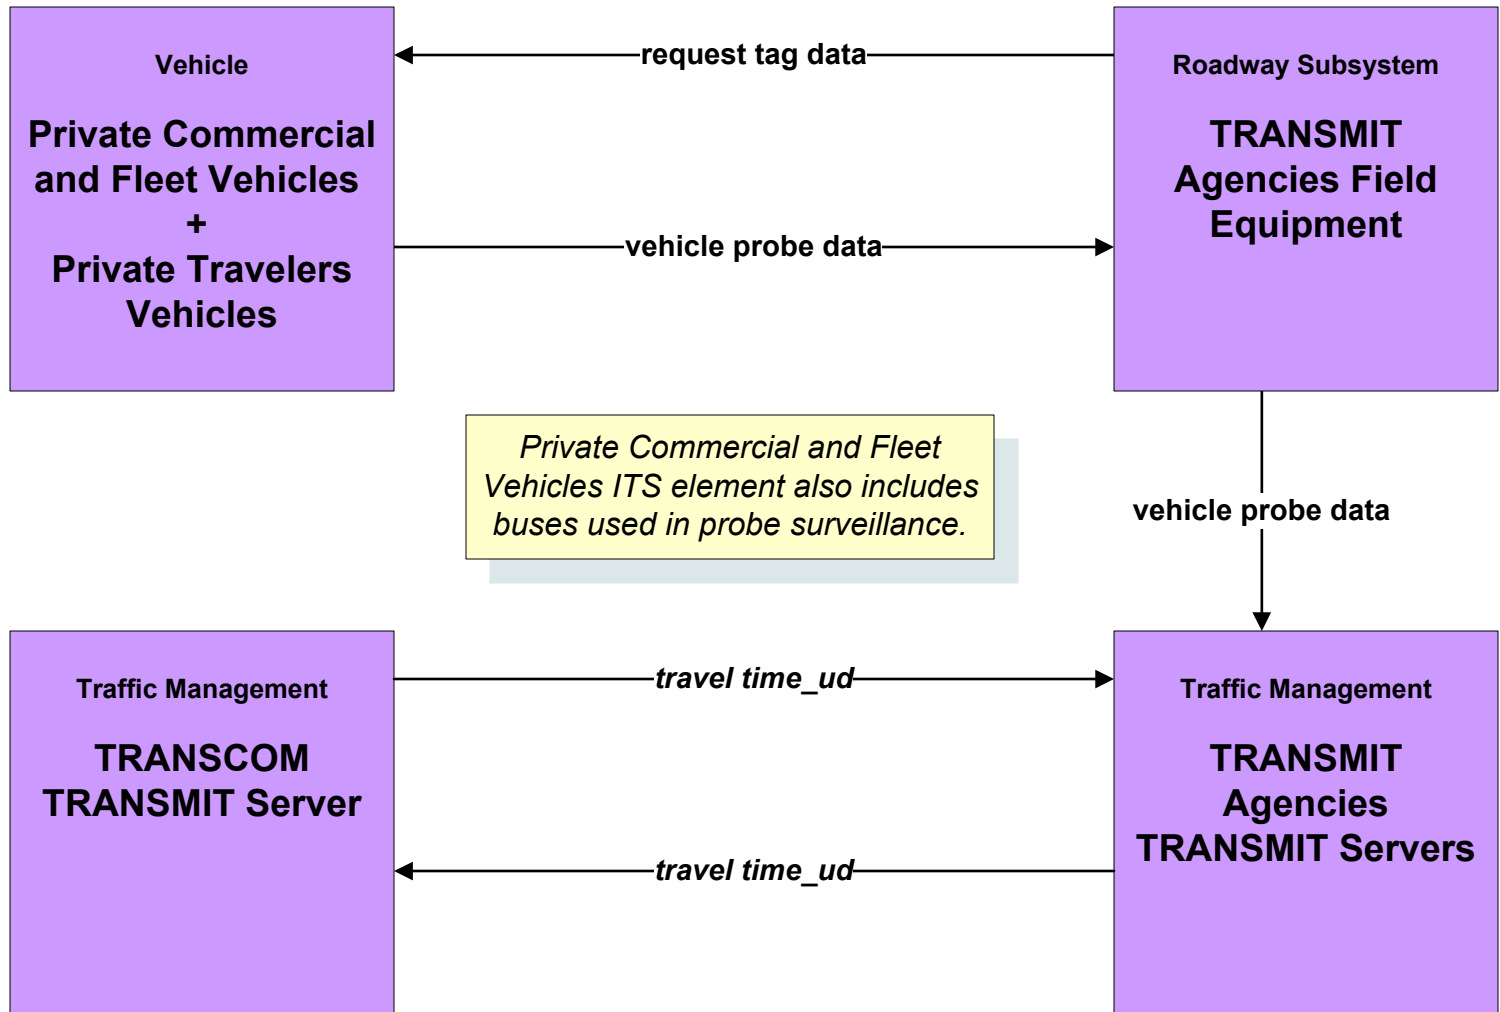 Vehicle
Private Commercial
and Fleet Vehicles
+
Private Travelers
Vehicles
request tag data
vehicle probe data
Roadway Subsystem
TRANSMIT
Agencies Field
Equipment
Private Commercial and Fleet
Vehicles ITS element also includes
buses used in probe surveillance.
vehicle probe data
Traffic Management
TRANSCOM
TRANSMIT Server
travel time_ud
travel time_ud
Traffic Management
TRANSMIT
Agencies
TRANSMIT Servers